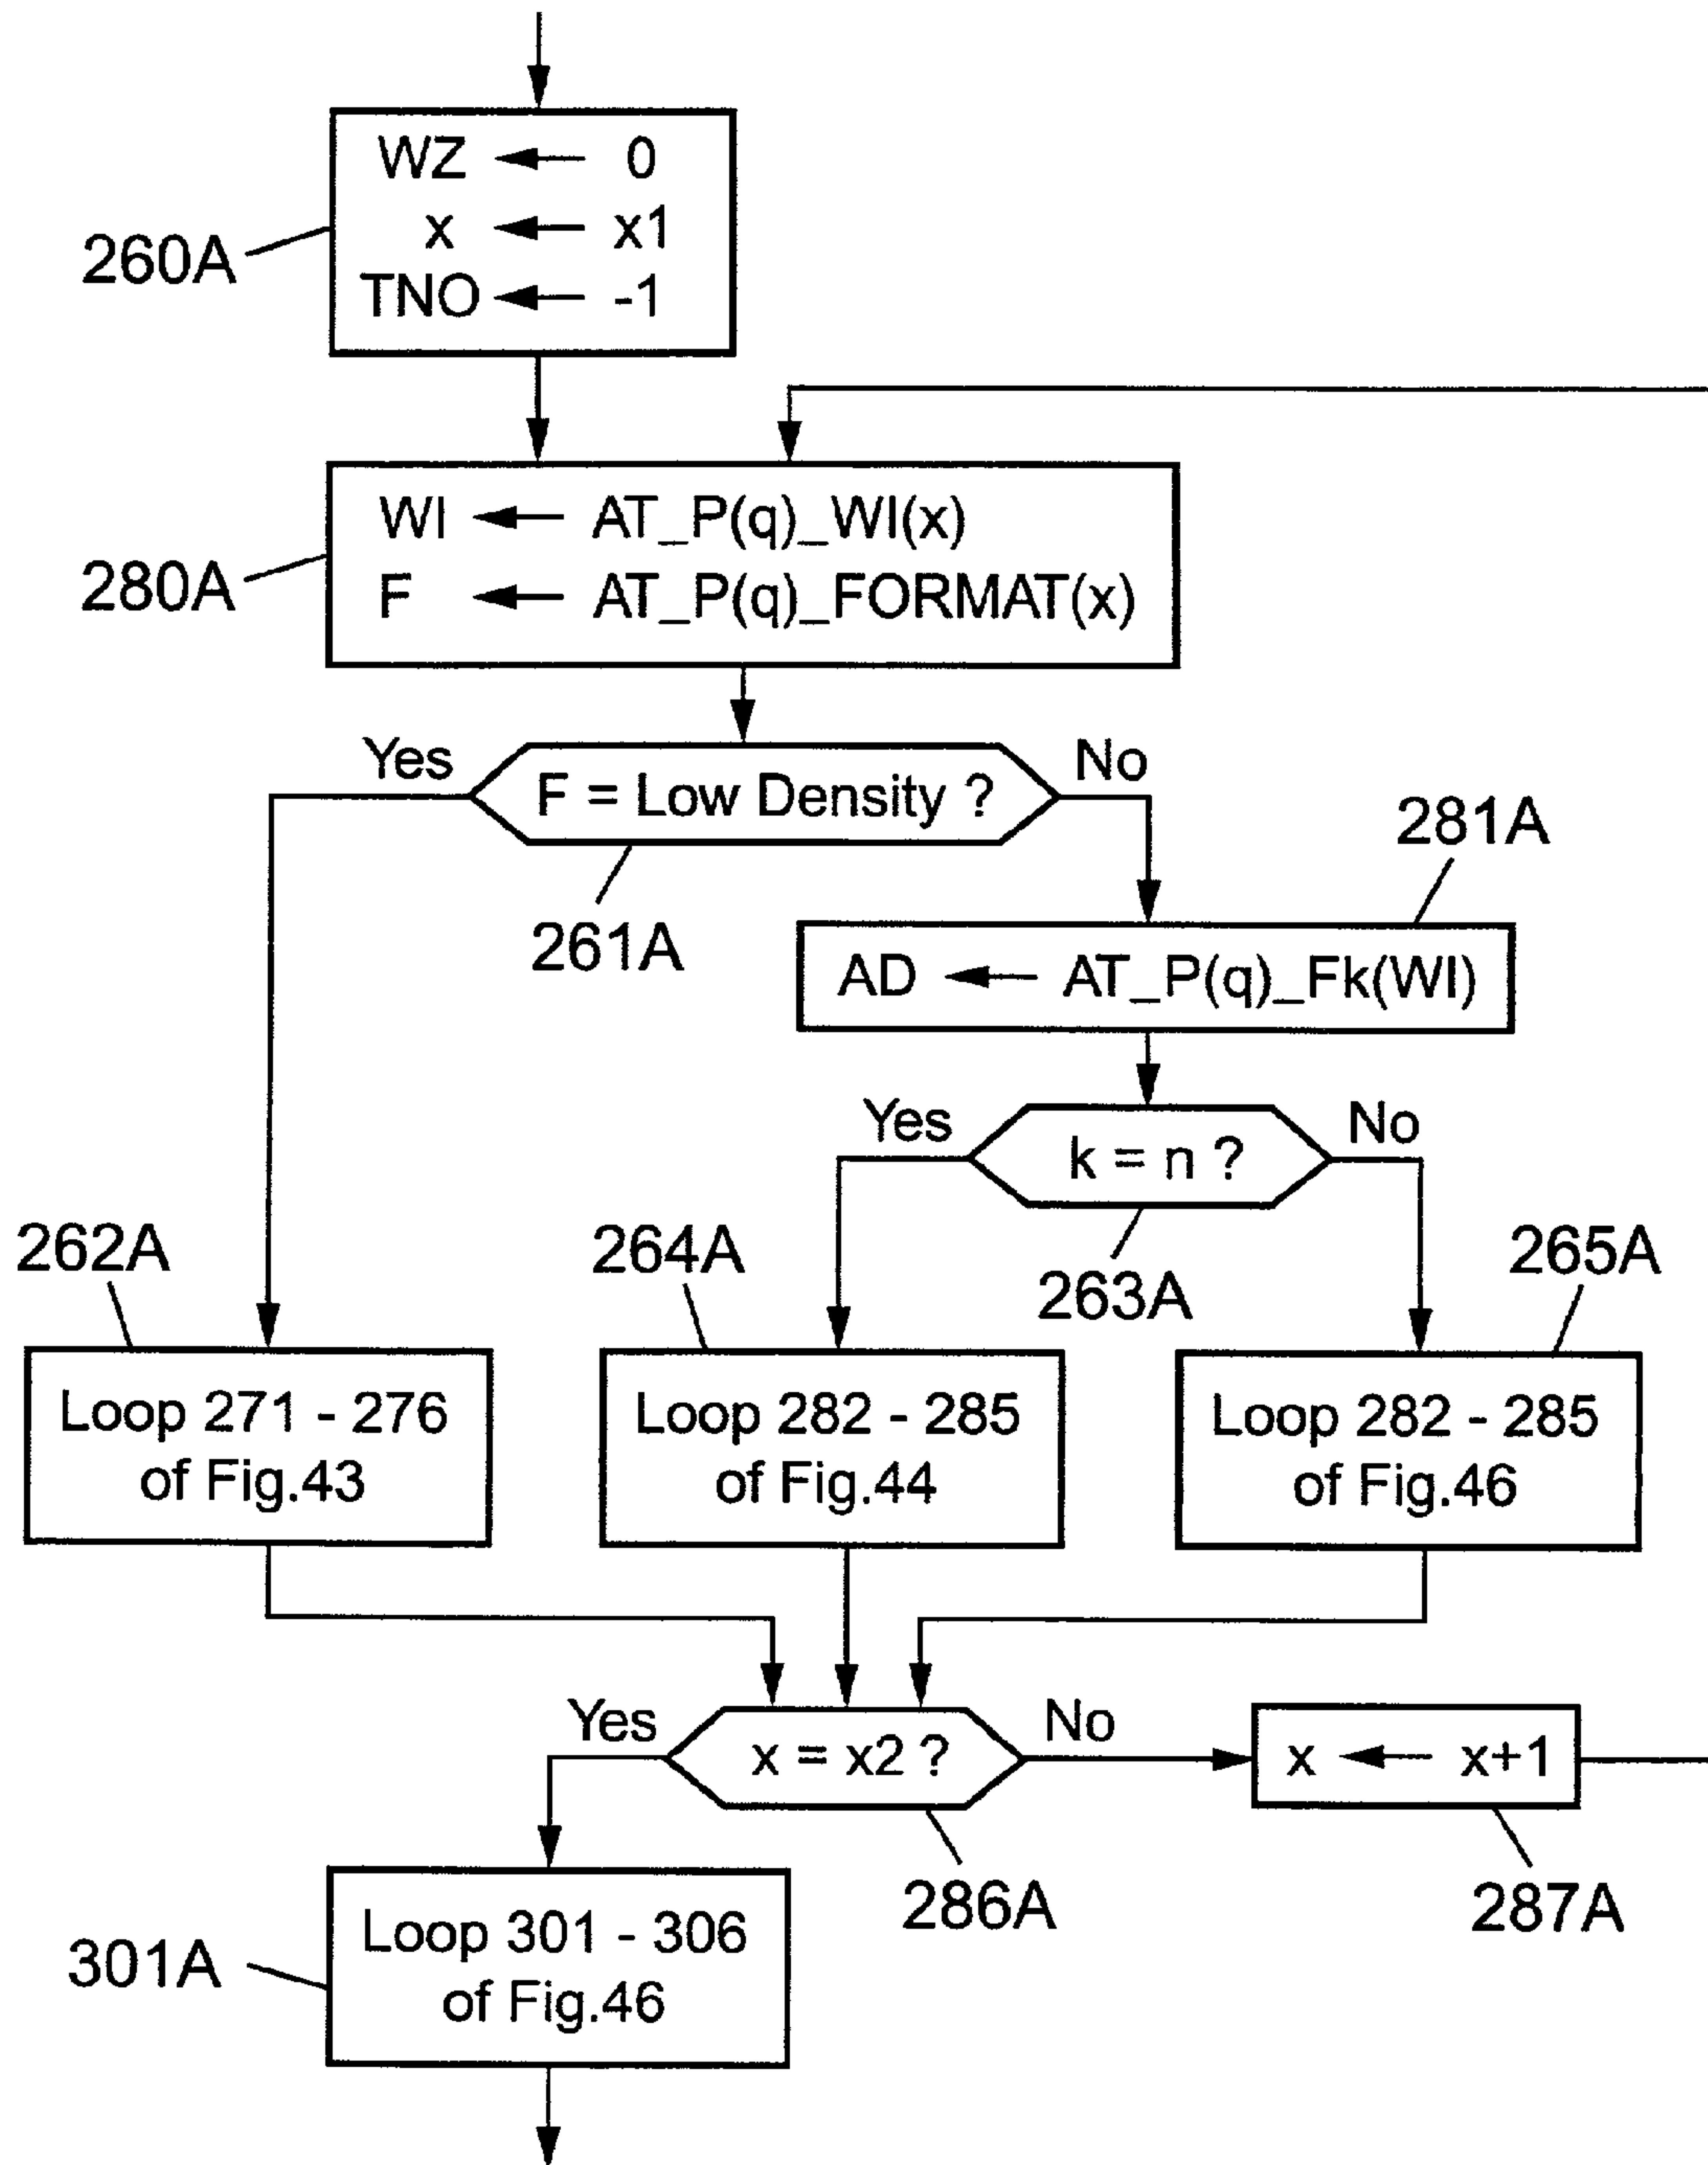 WZ ← 0
x ← x1
TNO ← -1
260A
WI ← AT_P(q)_WI(x)
F ← AT_P(q)_FORMAT(x)
280A
Yes
F = Low Density ?
No
261A
281A
AD ← AT_P(q)_Fk(WI)
Yes
k = n ?
No
263A
262A
264A
265A
Loop 271 - 276
of Fig.43
Loop 282 - 285
of Fig.44
Loop 282 - 285
of Fig.46
Yes
x = x2 ?
No
x ← x+1
286A
287A
Loop 301 - 306
of Fig.46
301A